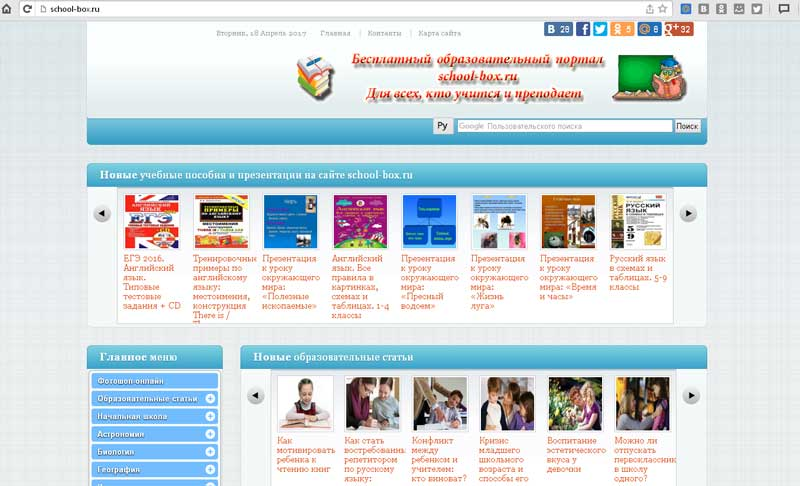 school-box.ru
Вторник, 18 Апрель 2017 Главная Контакты Карта сайта
28 5 8 32
Бесплатный образовательный портал
school-box.ru
Для всех, кто учится и преподает
Ру Google Пользовательского поиска Поиск
Новые учебные пособия и презентации на сайте school-box.ru
ЕГЭ 2016.
Английский
язык.
Типовые
тестовые
задания + CD
Тренировочные
примеры по
английскому
языку:
местоимения,
конструкция
There is /
Презентация
к уроку
окружающего
мира:
«Полезные
ископаемые»
Английский
язык. Все
правила в
картинках,
схемах и
таблицах. 1-4
классы
Презентация
к уроку
окружающего
мира:
«Пресный
водоем»
Презентация
к уроку
окружающего
мира:
«Жизнь
луга»
Презентация
к уроку
окружающего
мира: «Время
и часы»
Русский язык
в схемах и
таблицах. 5-9
классы
Главное меню
Фотошоп-онлайн
Образовательные статьи
Начальная школа
Астрономия
Биология
География
Новые образовательные статьи
Как
мотивировать
ребенка к
чтению книг
Как стать
востребованным
репетитором
по русскому
языку:
Конфликт
между
ребенком и
учителем:
кто виноват?
Кризис
младшего
школьного
возраста и
способы его
Воспитание
эстетического
вкуса у
девочки
Можно ли
отпускать
первоклассника
в школу
одного?